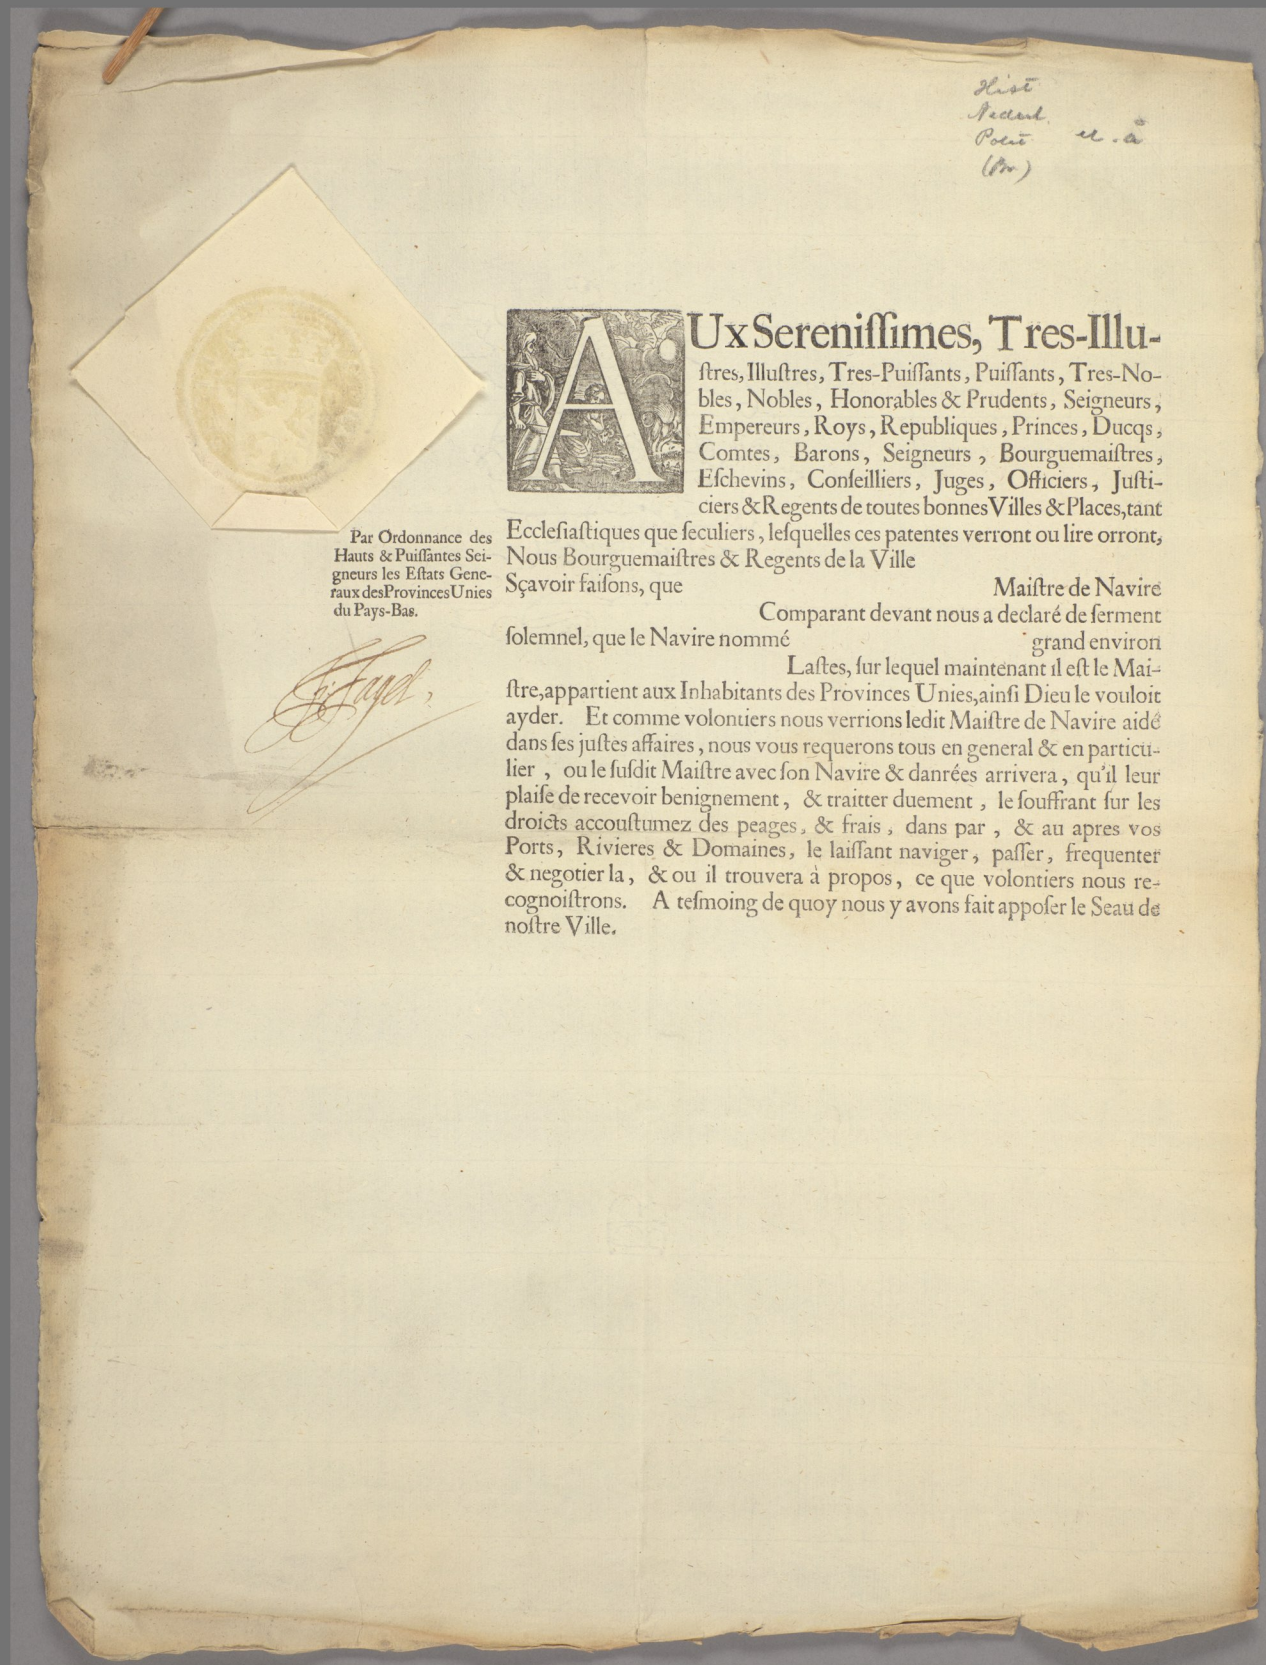 Hist
Nederl.
Polit
(Br.)
AUx Sereniſſimes, Tres-Illu-
ſtres, Illuſtres, Tres-Puiſſants, Puiſſants, Tres-No-
bles, Nobles, Honorables & Prudents, Seigneurs,
Empereurs, Roys, Republiques, Princes, Ducqs,
Comtes, Barons, Seigneurs, Bourguemaiſtres,
Eſchevins, Conſeilliers, Juges, Officiers, Juſti-
ciers & Regents de toutes bonnes Villes & Places, tant
Eccleſiaſtiques que ſeculiers, leſquelles ces patentes verront ou lire orront,
Nous Bourguemaiſtres & Regents de la Ville
Sçavoir faiſons, que Maiſtre de Navire
Comparant devant nous a declaré de ſerment
ſolemnel, que le Navire nommé grand environ
Laſtes, ſur lequel maintenant il eſt le Mai-
ſtre, appartient aux Inhabitants des Provinces Unies, ainſi Dieu le vouloit
ayder. Et comme volontiers nous verrions ledit Maiſtre de Navire aidé
dans ſes juſtes affaires, nous vous requerons tous en general & en particu-
lier, ou le ſuſdit Maiſtre avec ſon Navire & danrées arrivera, qu'il leur
plaiſe de recevoir benignement, & traitter duement, le ſouffrant ſur les
droicts accouſtumez des peages, & frais, dans par, & au apres vos
Ports, Rivieres & Domaines, le laiſſant naviger, paſſer, frequenter
& negotier la, & ou il trouvera à propos, ce que volontiers nous re-
cognoiſtrons. A teſmoing de quoy nous y avons fait appoſer le Seau de
noſtre Ville.
Par Ordonnance des
Hauts & Puiſſantes Sei-
gneurs les Eſtats Gene-
raux des Provinces Unies
du Pays-Bas.
Fagel